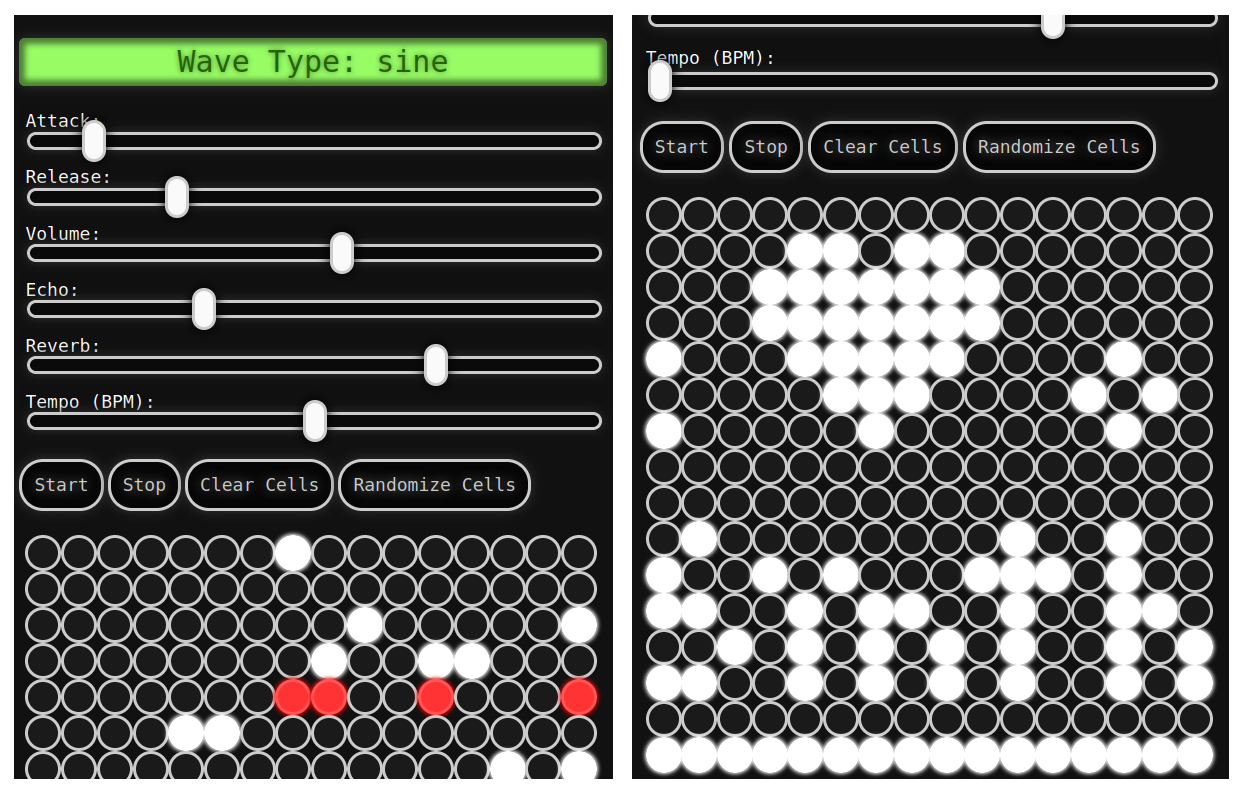 Wave Type: sine
Attack:
Release:
Volume:
Echo:
Reverb:
Tempo (BPM):
Start
Stop
Clear Cells
Randomize Cells
Tempo (BPM):
Start
Stop
Clear Cells
Randomize Cells
synth